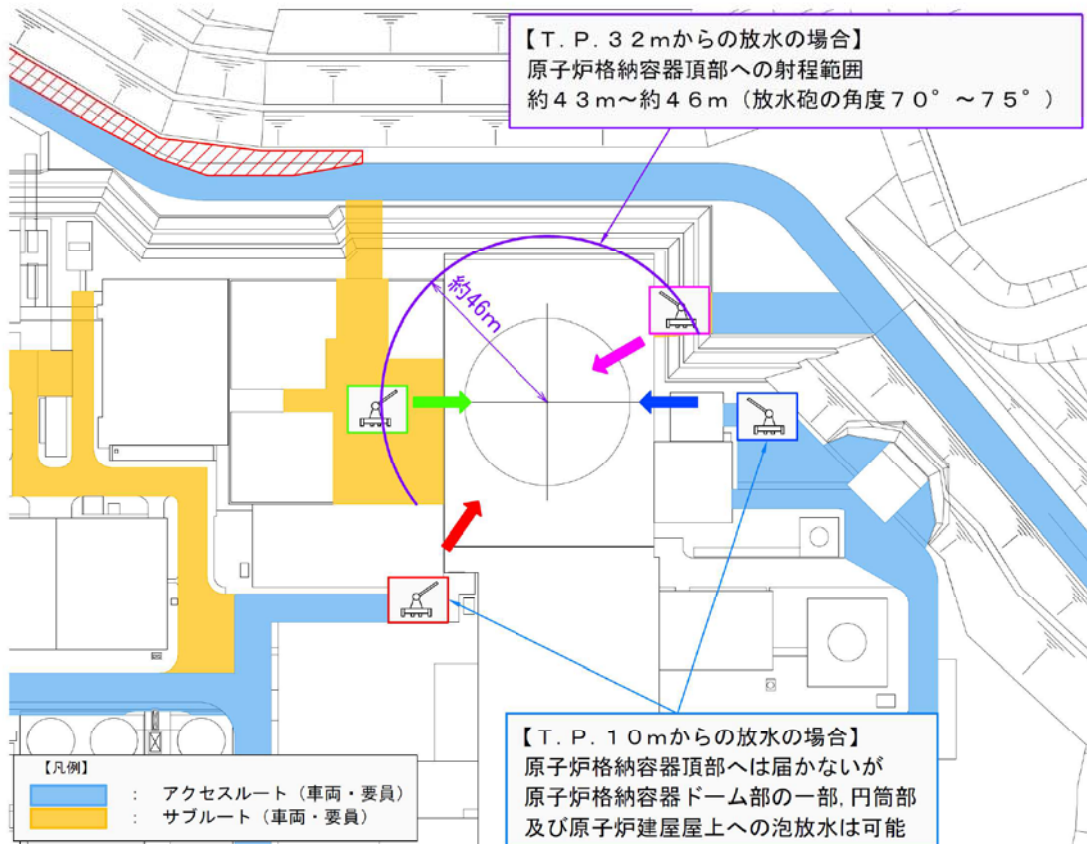 【T.P.32mからの放水の場合】
原子炉格納容器頂部への射程範囲
約43m~約46m(放水砲の角度70°~75°)
約46m
【T.P.10mからの放水の場合】
原子炉格納容器頂部へは届かないが
原子炉格納容器ドーム部の一部,円筒部
及び原子炉建屋屋上への泡放水は可能
【凡例】
: アクセスルート(車両・要員)
: サブルート(車両・要員)